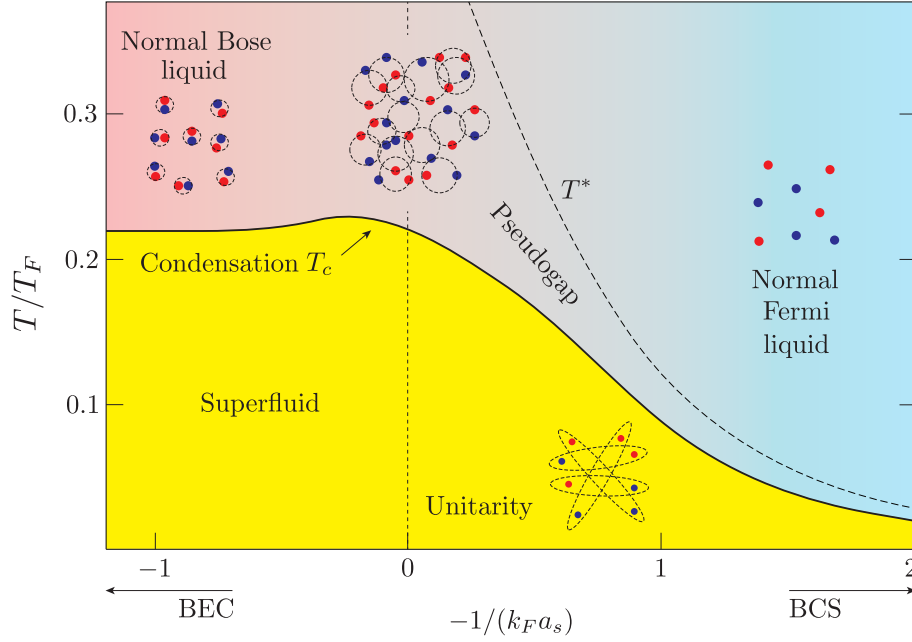 Normal Bose
liquid
0.3
T*
Pseudogap
0.2
Condensation T_c
Normal
Fermi
liquid
T/T_F
0.1
Superfluid
Unitarity
−1
0
1
2
BEC
−1/(k_F a_s)
BCS